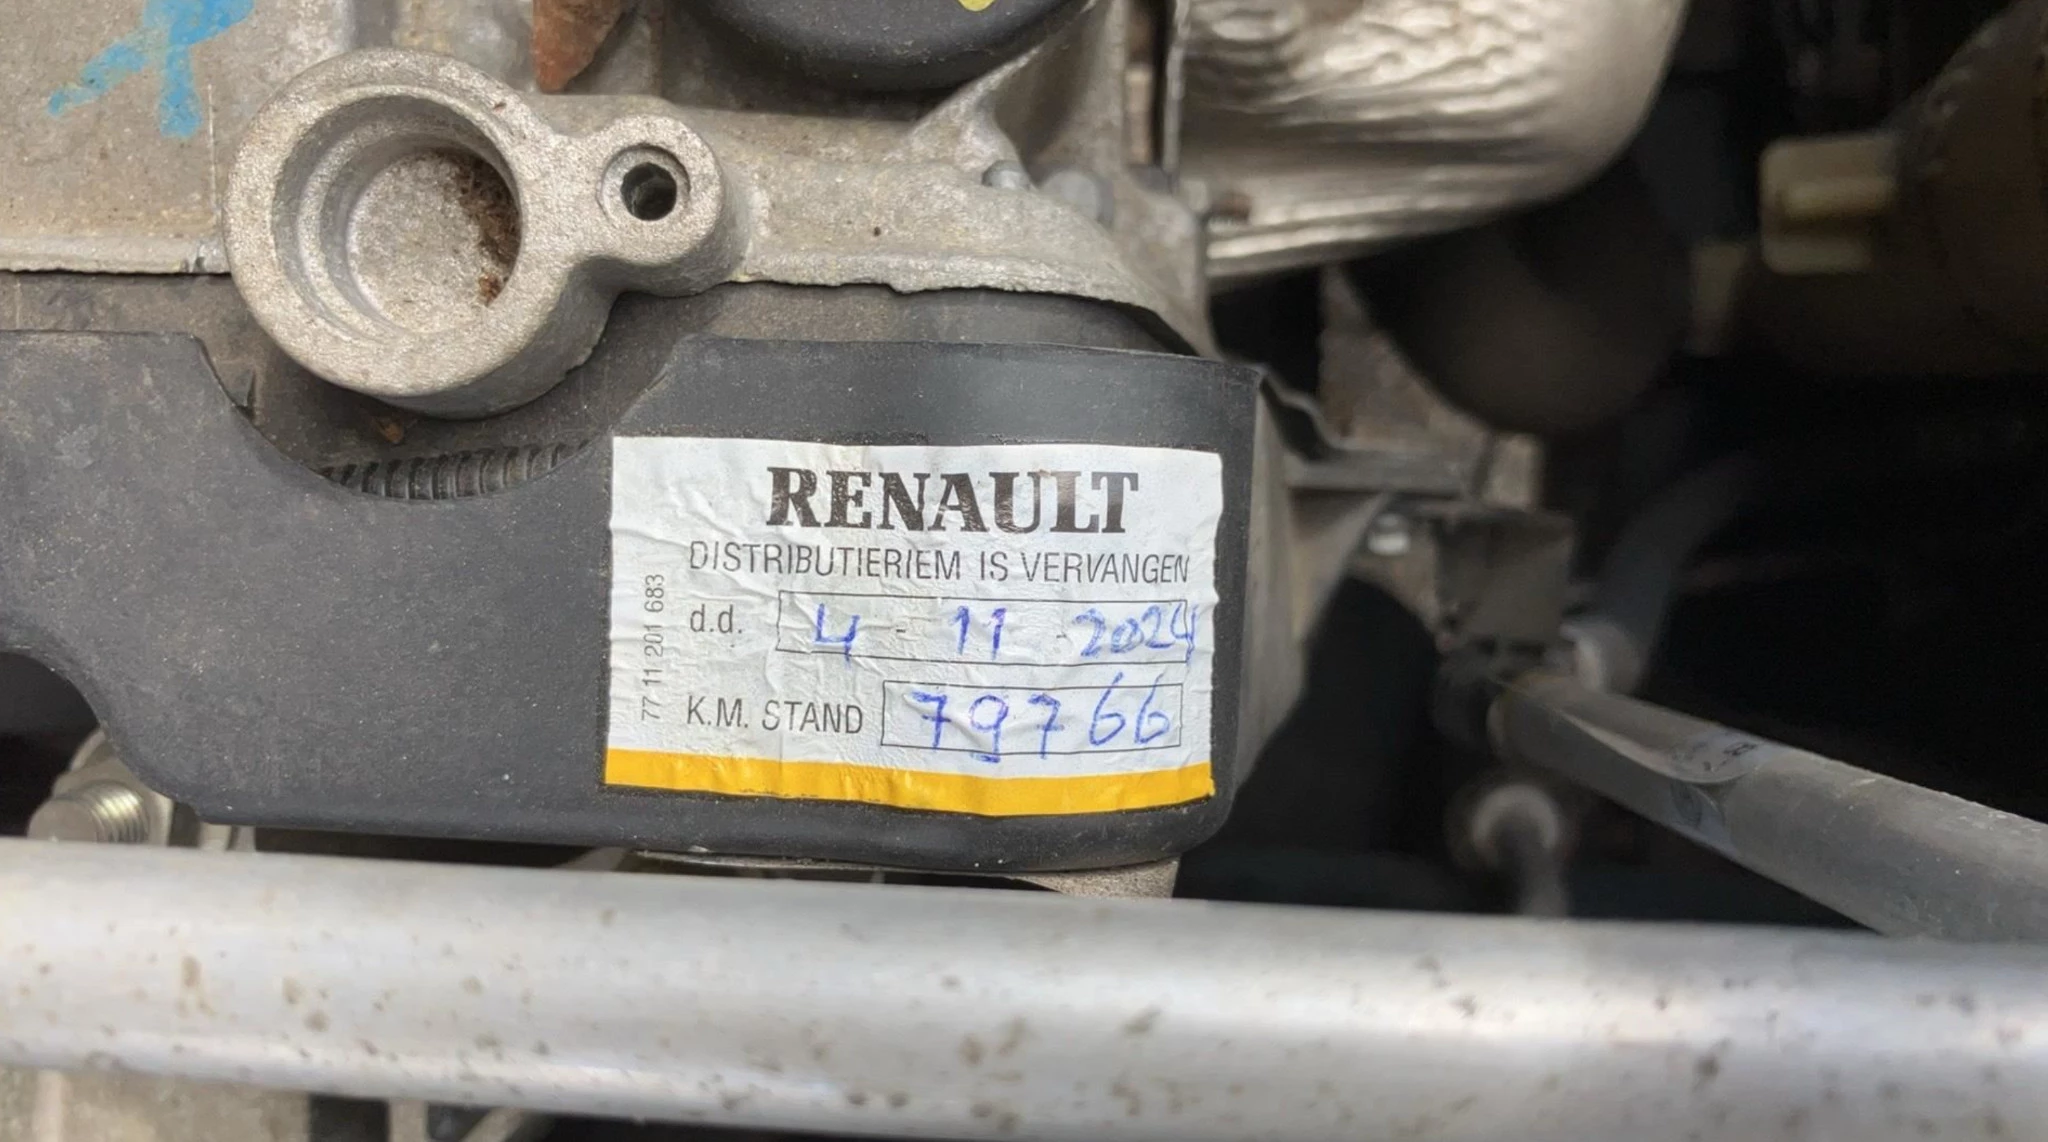 RENAULT
DISTRIBUTIERIEM IS VERVANGEN
d.d. 4 - 11 - 2024
K.M. STAND 79766
77 11 201 683